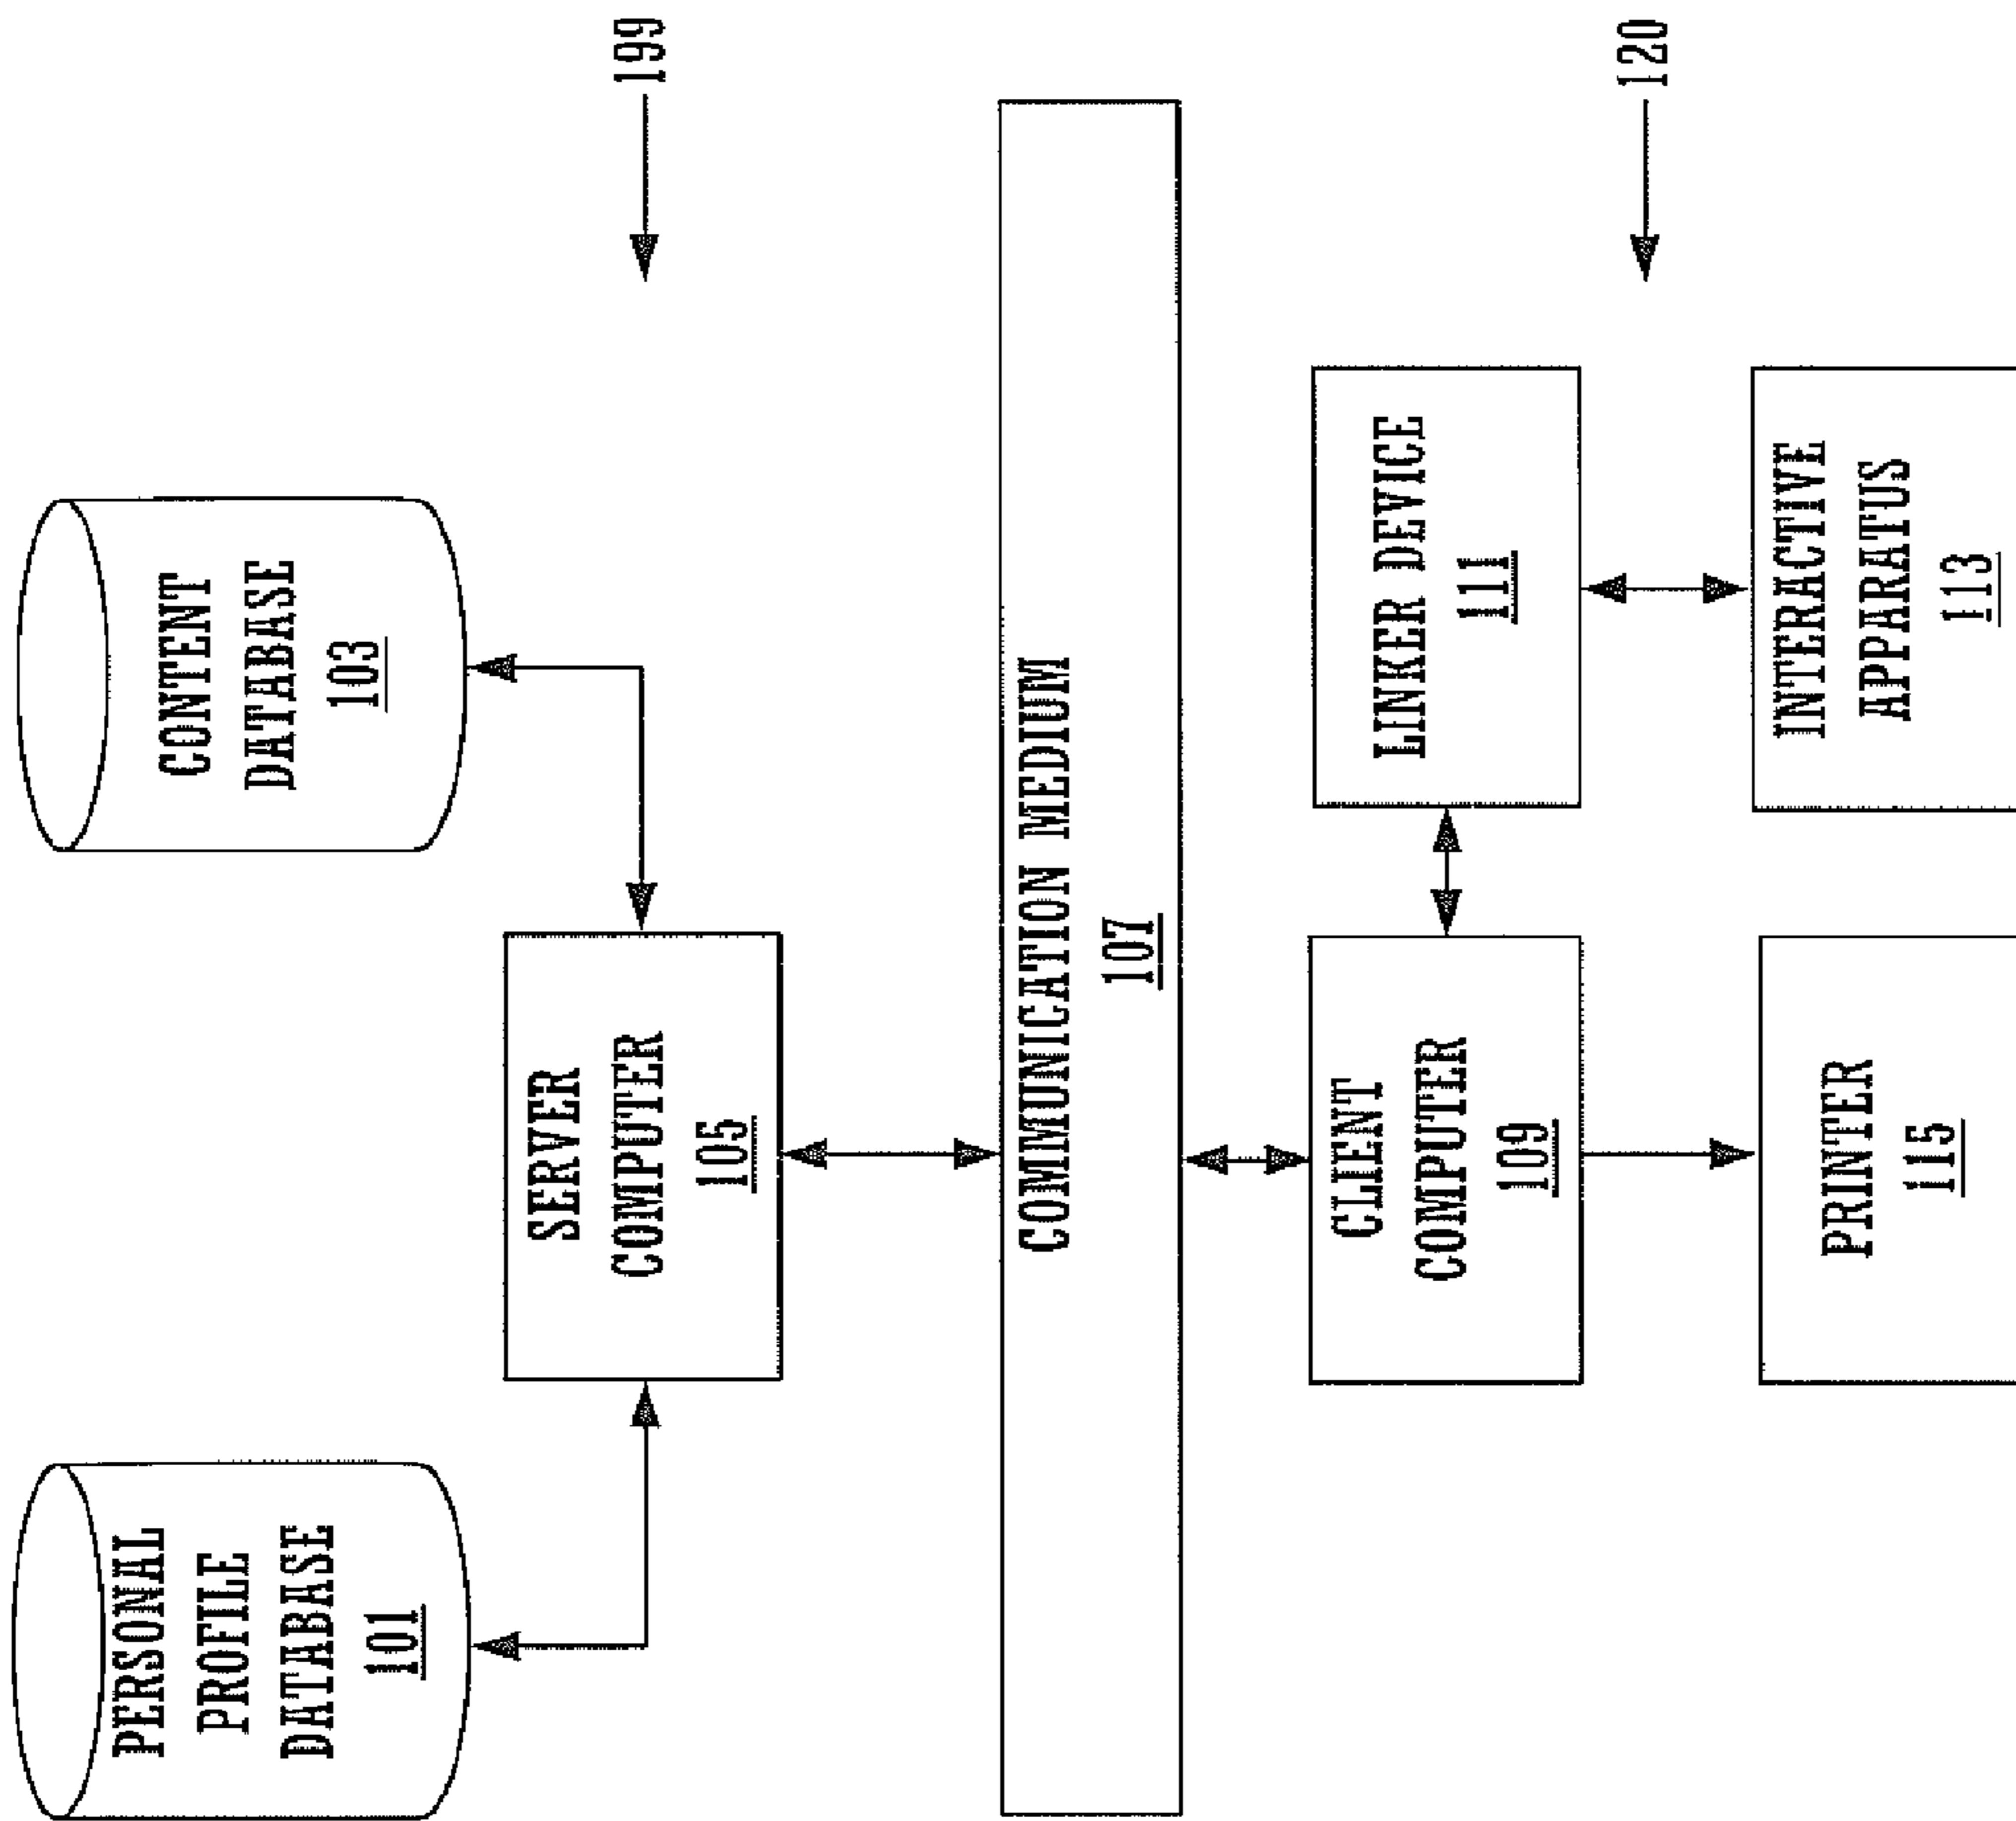 PERSONAL
PROFILE
DATABASE
101
CONTENT
DATABASE
103
199
SERVER
COMPUTER
105
COMMUNICATION MEDIUM
107
CLIENT
COMPUTER
109
LINKER DEVICE
111
120
PRINTER
115
INTERACTIVE
APPARATUS
113